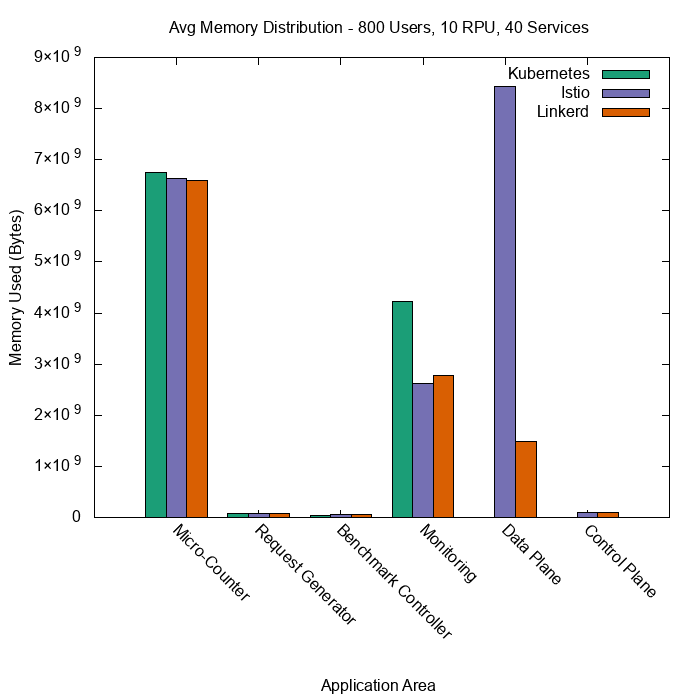 Avg Memory Distribution - 800 Users, 10 RPU, 40 Services
Kubernetes
Istio
Linkerd
9×10 9
8×10 9
7×10 9
6×10 9
5×10 9
4×10 9
3×10 9
2×10 9
1×10 9
0
Memory Used (Bytes)
Micro-Counter
Request Generator
Benchmark Controller
Monitoring
Data Plane
Control Plane
Application Area